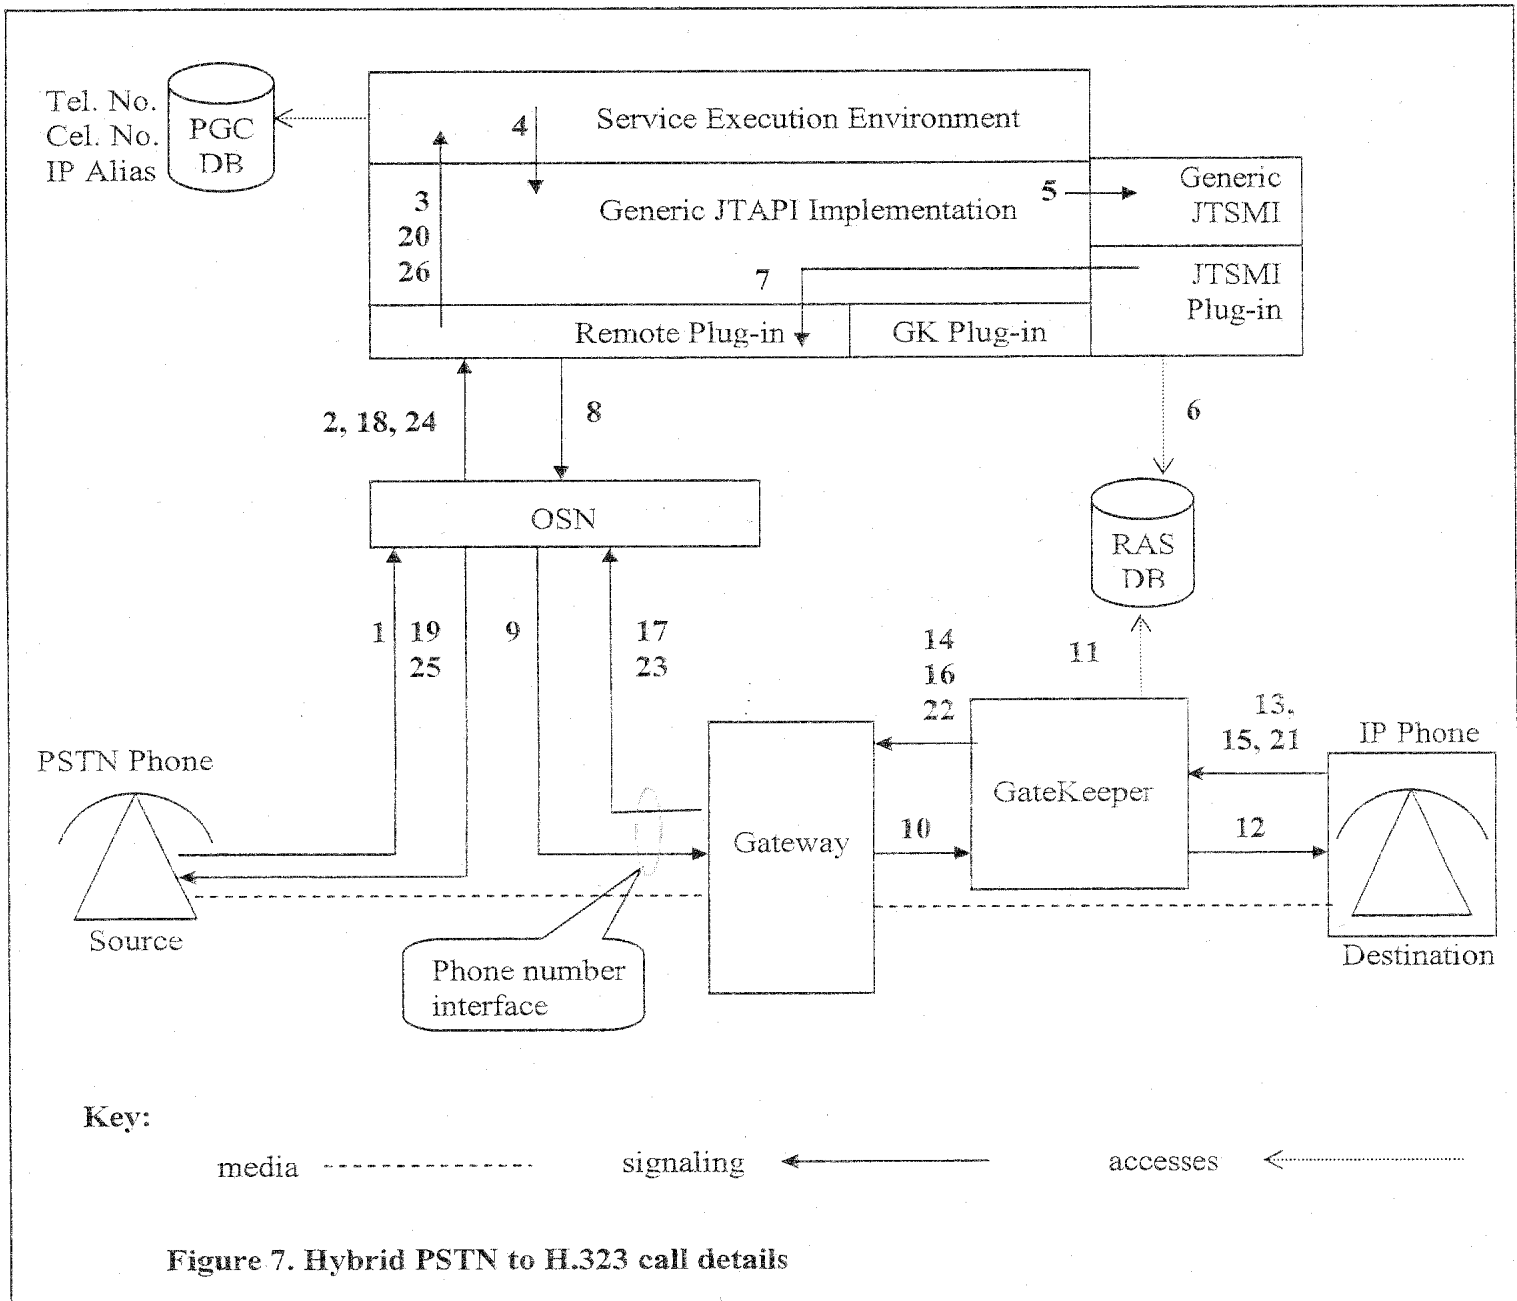 Tel. No.
Cel. No.
IP Alias
PGC
DB
4
Service Execution Environment
3
20
26
Generic JTAPI Implementation
5
Generic
JTSMI
7
JTSMI
Plug-in
Remote Plug-in
GK Plug-in
2, 18, 24
8
6
OSN
RAS
DB
1
19
25
9
17
23
14
16
22
11
13,
15, 21
PSTN Phone
IP Phone
GateKeeper
Gateway
10
12
Source
Destination
Phone number
interface
Key:
media
signaling
accesses
Figure 7. Hybrid PSTN to H.323 call details